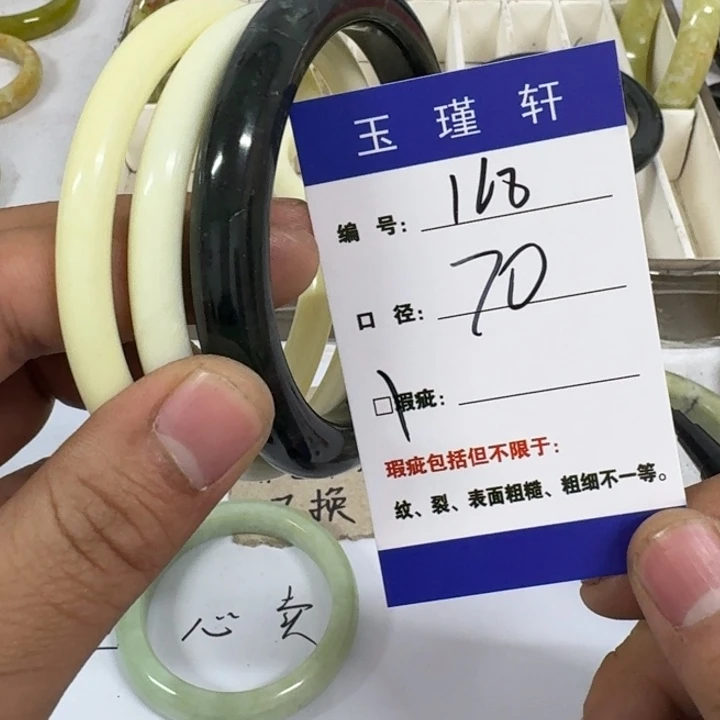 玉瑾轩
编号: 168
口径: 70
□瑕疵:
瑕疵包括但不限于:
纹、裂、表面粗糙、粗细不一等。
换
心卖